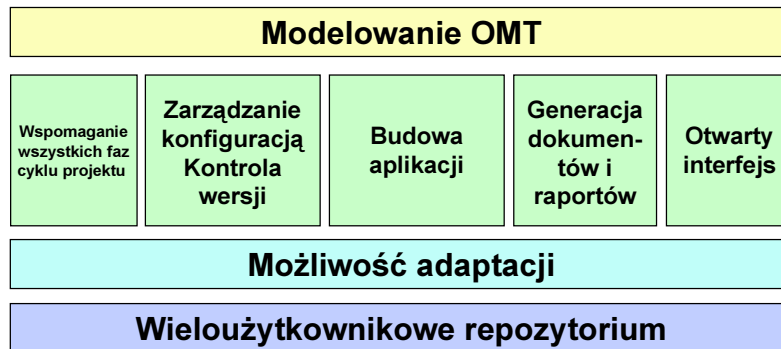 Modelowanie OMT
Wspomaganie
wszystkich faz
cyklu projektu
Zarządzanie
konfiguracją
Kontrola
wersji
Budowa
aplikacji
Generacja
dokumen-
tów i
raportów
Otwarty
interfejs
Możliwość adaptacji
Wieloużytkownikowe repozytorium